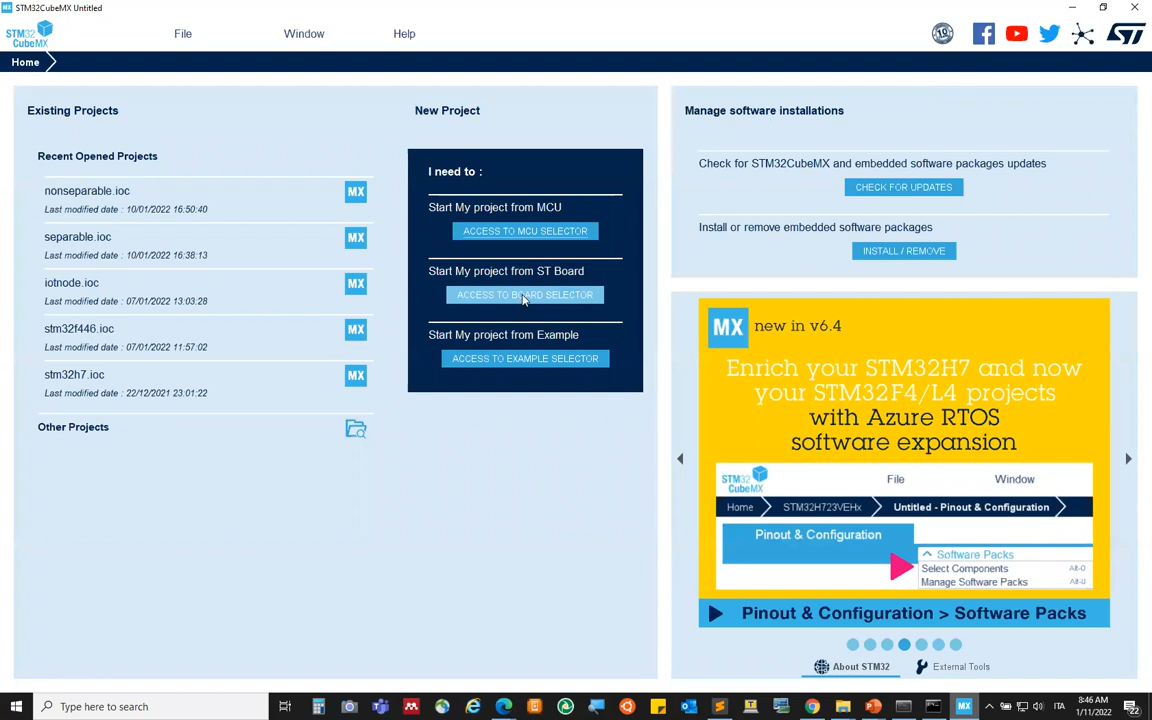 MX STM32CubeMX Untitled
STM32
CubeMX
File
Window
Help
10
Home
Existing Projects
Recent Opened Projects
nonseparable.ioc
Last modified date : 10/01/2022 16:50:40
MX
separable.ioc
Last modified date : 10/01/2022 16:38:13
MX
iotnode.ioc
Last modified date : 07/01/2022 13:03:28
MX
stm32f446.ioc
Last modified date : 07/01/2022 11:57:02
MX
stm32h7.ioc
Last modified date : 22/12/2021 23:01:22
MX
Other Projects
New Project
I need to :
Start My project from MCU
ACCESS TO MCU SELECTOR
Start My project from ST Board
ACCESS TO BOARD SELECTOR
Start My project from Example
ACCESS TO EXAMPLE SELECTOR
Manage software installations
Check for STM32CubeMX and embedded software packages updates
CHECK FOR UPDATES
Install or remove embedded software packages
INSTALL / REMOVE
MX new in v6.4
Enrich your STM32H7 and now
your STM32F4/L4 projects
with Azure RTOS
software expansion
STM32
CubeMX
File
Window
Home
STM32H723VEHx
Untitled - Pinout & Configuration
Pinout & Configuration
Software Packs
Select Components Alt-O
Manage Software Packs Alt-U
Pinout & Configuration > Software Packs
About STM32
External Tools
Type here to search
MX
ITA
8:46 AM
1/11/2022
22